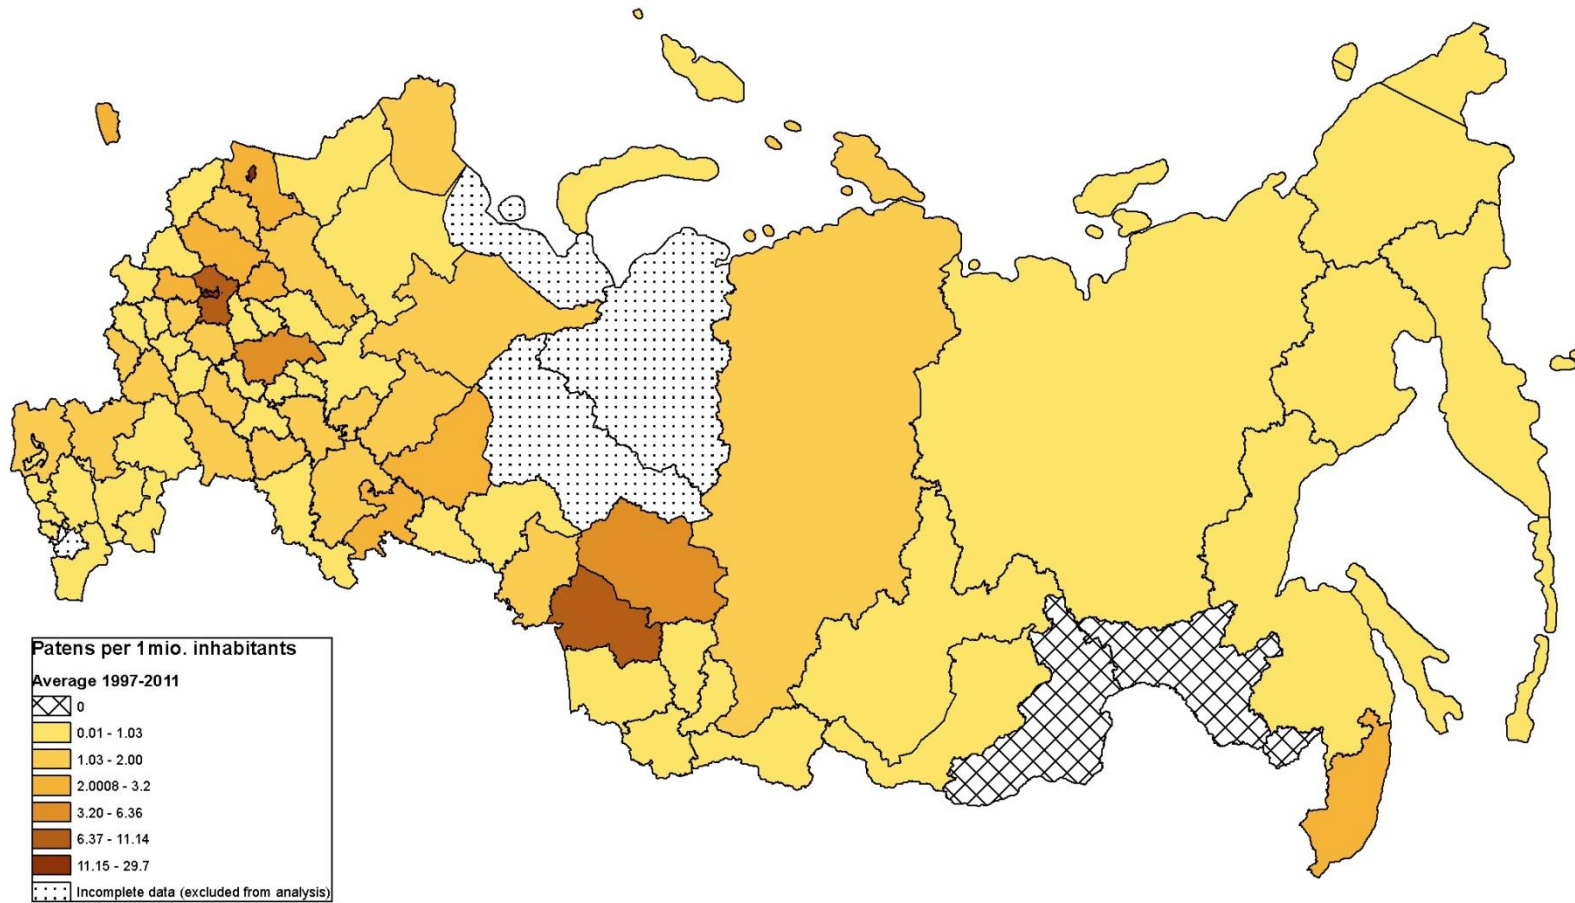 Patens per 1mio. inhabitants
Average 1997-2011
0
0.01 - 1.03
1.03 - 2.00
2.0008 - 3.2
3.20 - 6.36
6.37 - 11.14
11.15 - 29.7
Incomplete data (excluded from analysis)